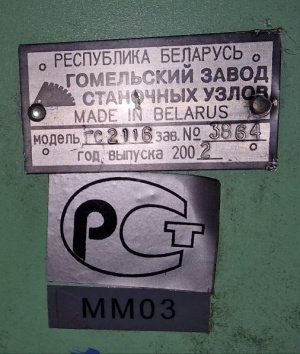 РЕСПУБЛИКА БЕЛАРУСЬ
ГОМЕЛЬСКИЙ ЗАВОД
СТАНОЧНЫХ УЗЛОВ
MADE IN BELARUS
модель ГС2116 зав. № 3864
год. выпуска 2002
РСТ
ММ03